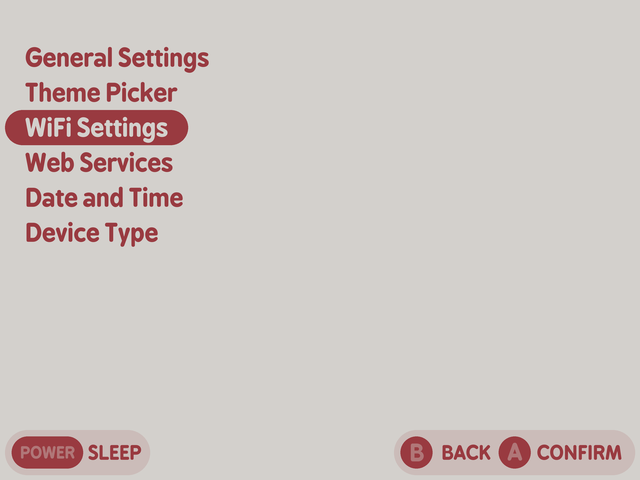 General Settings
Theme Picker
WiFi Settings
Web Services
Date and Time
Device Type
POWER SLEEP
B BACK A CONFIRM